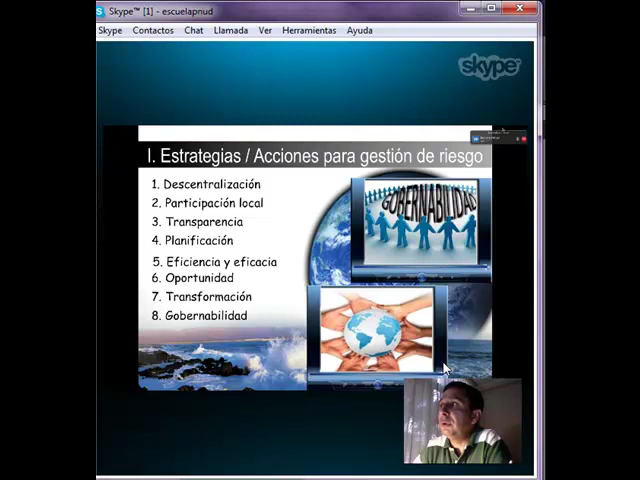 Skype™ [1] - escuelapnud
Skype Contactos Chat Llamada Ver Herramientas Ayuda
skype
I. Estrategias / Acciones para gestión de riesgo
1. Descentralización
2. Participación local
3. Transparencia
4. Planificación
5. Eficiencia y eficacia
6. Oportunidad
7. Transformación
8. Gobernabilidad
GOBERNABILIDAD